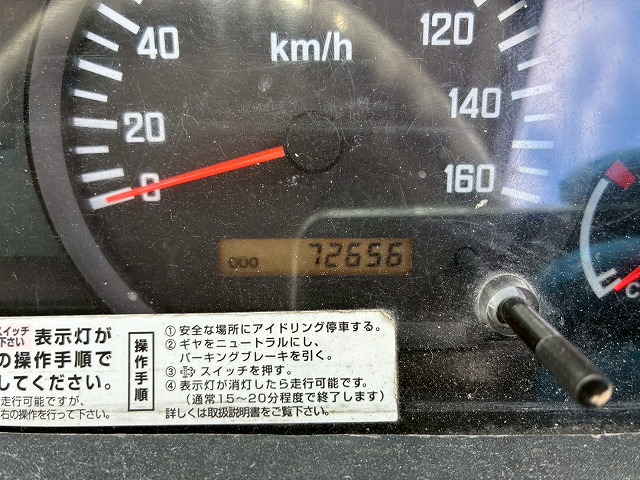 40
km/h
120
20
140
0
160
ODO 72656
スイッチ
下さい
表示灯が
の操作手順で
してください。
走行可能ですが、
右の操作を行って下さい。
操作手順
①安全な場所にアイドリング停車する。
②ギヤをニュートラルにし、
パーキングブレーキを引く。
③スイッチを押す。
④表示灯が消灯したら走行可能です。
(通常15～20分程度で終了します)
詳しくは取扱説明書をご覧下さい。
C